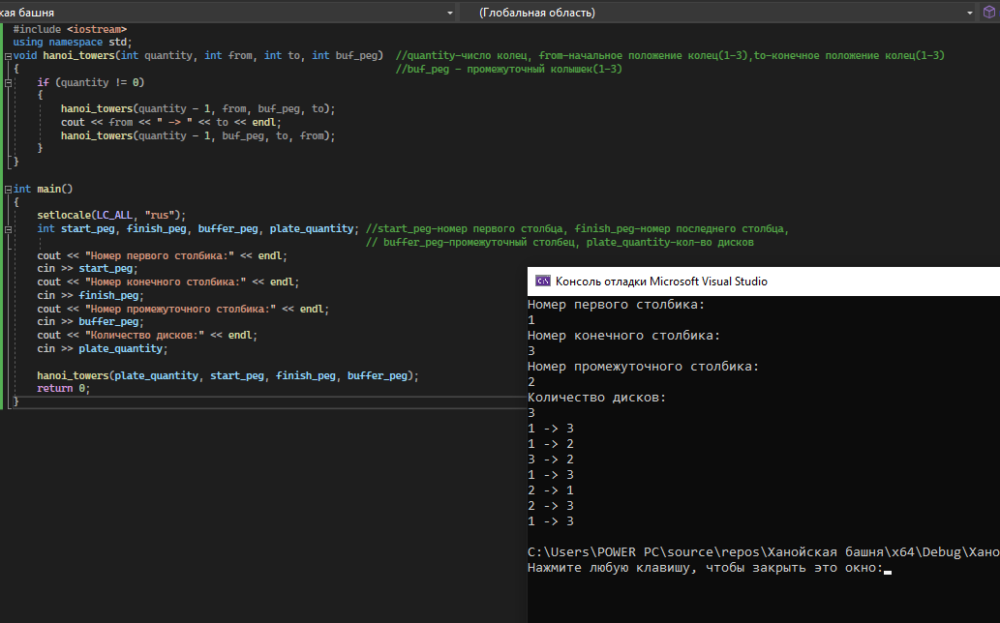 кая башня
(Глобальная область)
#include <iostream>
using namespace std;
void hanoi_towers(int quantity, int from, int to, int buf_peg) //quantity-число колец, from-начальное положение колец(1-3),to-конечное положение колец(1-3)
{ //buf_peg - промежуточный колышек(1-3)
if (quantity != 0)
{
hanoi_towers(quantity - 1, from, buf_peg, to);
cout << from << " -> " << to << endl;
hanoi_towers(quantity - 1, buf_peg, to, from);
}
}
int main()
{
setlocale(LC_ALL, "rus");
int start_peg, finish_peg, buffer_peg, plate_quantity; //start_peg-номер первого столбца, finish_peg-номер последнего столбца,
// buffer_peg-промежуточный столбец, plate_quantity-кол-во дисков
cout << "Номер первого столбика:" << endl;
cin >> start_peg;
cout << "Номер конечного столбика:" << endl;
cin >> finish_peg;
cout << "Номер промежуточного столбика:" << endl;
cin >> buffer_peg;
cout << "Количество дисков:" << endl;
cin >> plate_quantity;
hanoi_towers(plate_quantity, start_peg, finish_peg, buffer_peg);
return 0;
}
Консоль отладки Microsoft Visual Studio
Номер первого столбика:
1
Номер конечного столбика:
3
Номер промежуточного столбика:
2
Количество дисков:
3
1 -> 3
1 -> 2
3 -> 2
1 -> 3
2 -> 1
2 -> 3
1 -> 3
C:\Users\POWER PC\source\repos\Ханойская башня\x64\Debug\Хано
Нажмите любую клавишу, чтобы закрыть это окно: